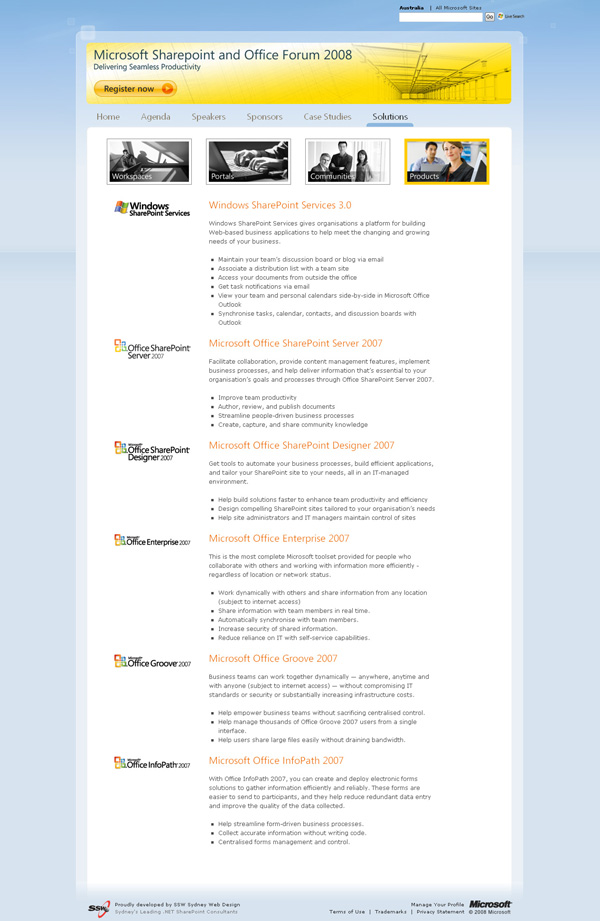 Australia | All Microsoft Sites
Go Live Search
Microsoft Sharepoint and Office Forum 2008
Delivering Seamless Productivity
Register now
Home Agenda Speakers Sponsors Case Studies Solutions
Workspaces Portals Communities Products
Windows SharePoint Services
Windows SharePoint Services 3.0
Windows SharePoint Services gives organisations a platform for building
Web-based business applications to help meet the changing and growing
needs of your business.
Maintain your team's discussion board or blog via email
Associate a distribution list with a team site
Access your documents from outside the office
Get task notifications via email
View your team and personal calendars side-by-side in Microsoft Office
Outlook
Synchronise tasks, calendar, contacts, and discussion boards with
Outlook
Office SharePoint Server 2007
Microsoft Office SharePoint Server 2007
Facilitate collaboration, provide content management features, implement
business processes, and help deliver information that's essential to your
organisation's goals and processes through Office SharePoint Server 2007.
Improve team productivity
Author, review, and publish documents
Streamline people-driven business processes
Create, capture, and share community knowledge
Microsoft
Office SharePoint Designer 2007
Microsoft Office SharePoint Designer 2007
Get tools to automate your business processes, build efficient applications,
and tailor your SharePoint site to your needs, all in an IT-managed
environment.
Help build solutions faster to enhance team productivity and efficiency
Design compelling SharePoint sites tailored to your organisation's needs
Help site administrators and IT managers maintain control of sites
Microsoft
Office Enterprise 2007
Microsoft Office Enterprise 2007
This is the most complete Microsoft toolset provided for people who
collaborate with others and working with information more efficiently -
regardless of location or network status.
Work dynamically with others and share information from any location
(subject to internet access)
Share information with team members in real time.
Automatically synchronise with team members.
Increase security of shared information.
Reduce reliance on IT with self-service capabilities.
Microsoft
Office Groove 2007
Microsoft Office Groove 2007
Business teams can work together dynamically — anywhere, anytime and
with anyone (subject to internet access) — without compromising IT
standards or security or substantially increasing infrastructure costs.
Help empower business teams without sacrificing centralised control.
Help manage thousands of Office Groove 2007 users from a single
interface.
Help users share large files easily without draining bandwidth.
Microsoft
Office InfoPath 2007
Microsoft Office InfoPath 2007
With Office InfoPath 2007, you can create and deploy electronic forms
solutions to gather information efficiently and reliably. These forms are
easier to send to participants, and they help reduce redundant data entry
and improve the quality of the data collected.
Help streamline form-driven business processes.
Collect accurate information without writing code.
Centralised forms management and control.
SSW Proudly developed by SSW Sydney Web Design
Sydney's Leading .NET SharePoint Consultants
Manage Your Profile Microsoft
Terms of Use | Trademarks | Privacy Statement © 2008 Microsoft